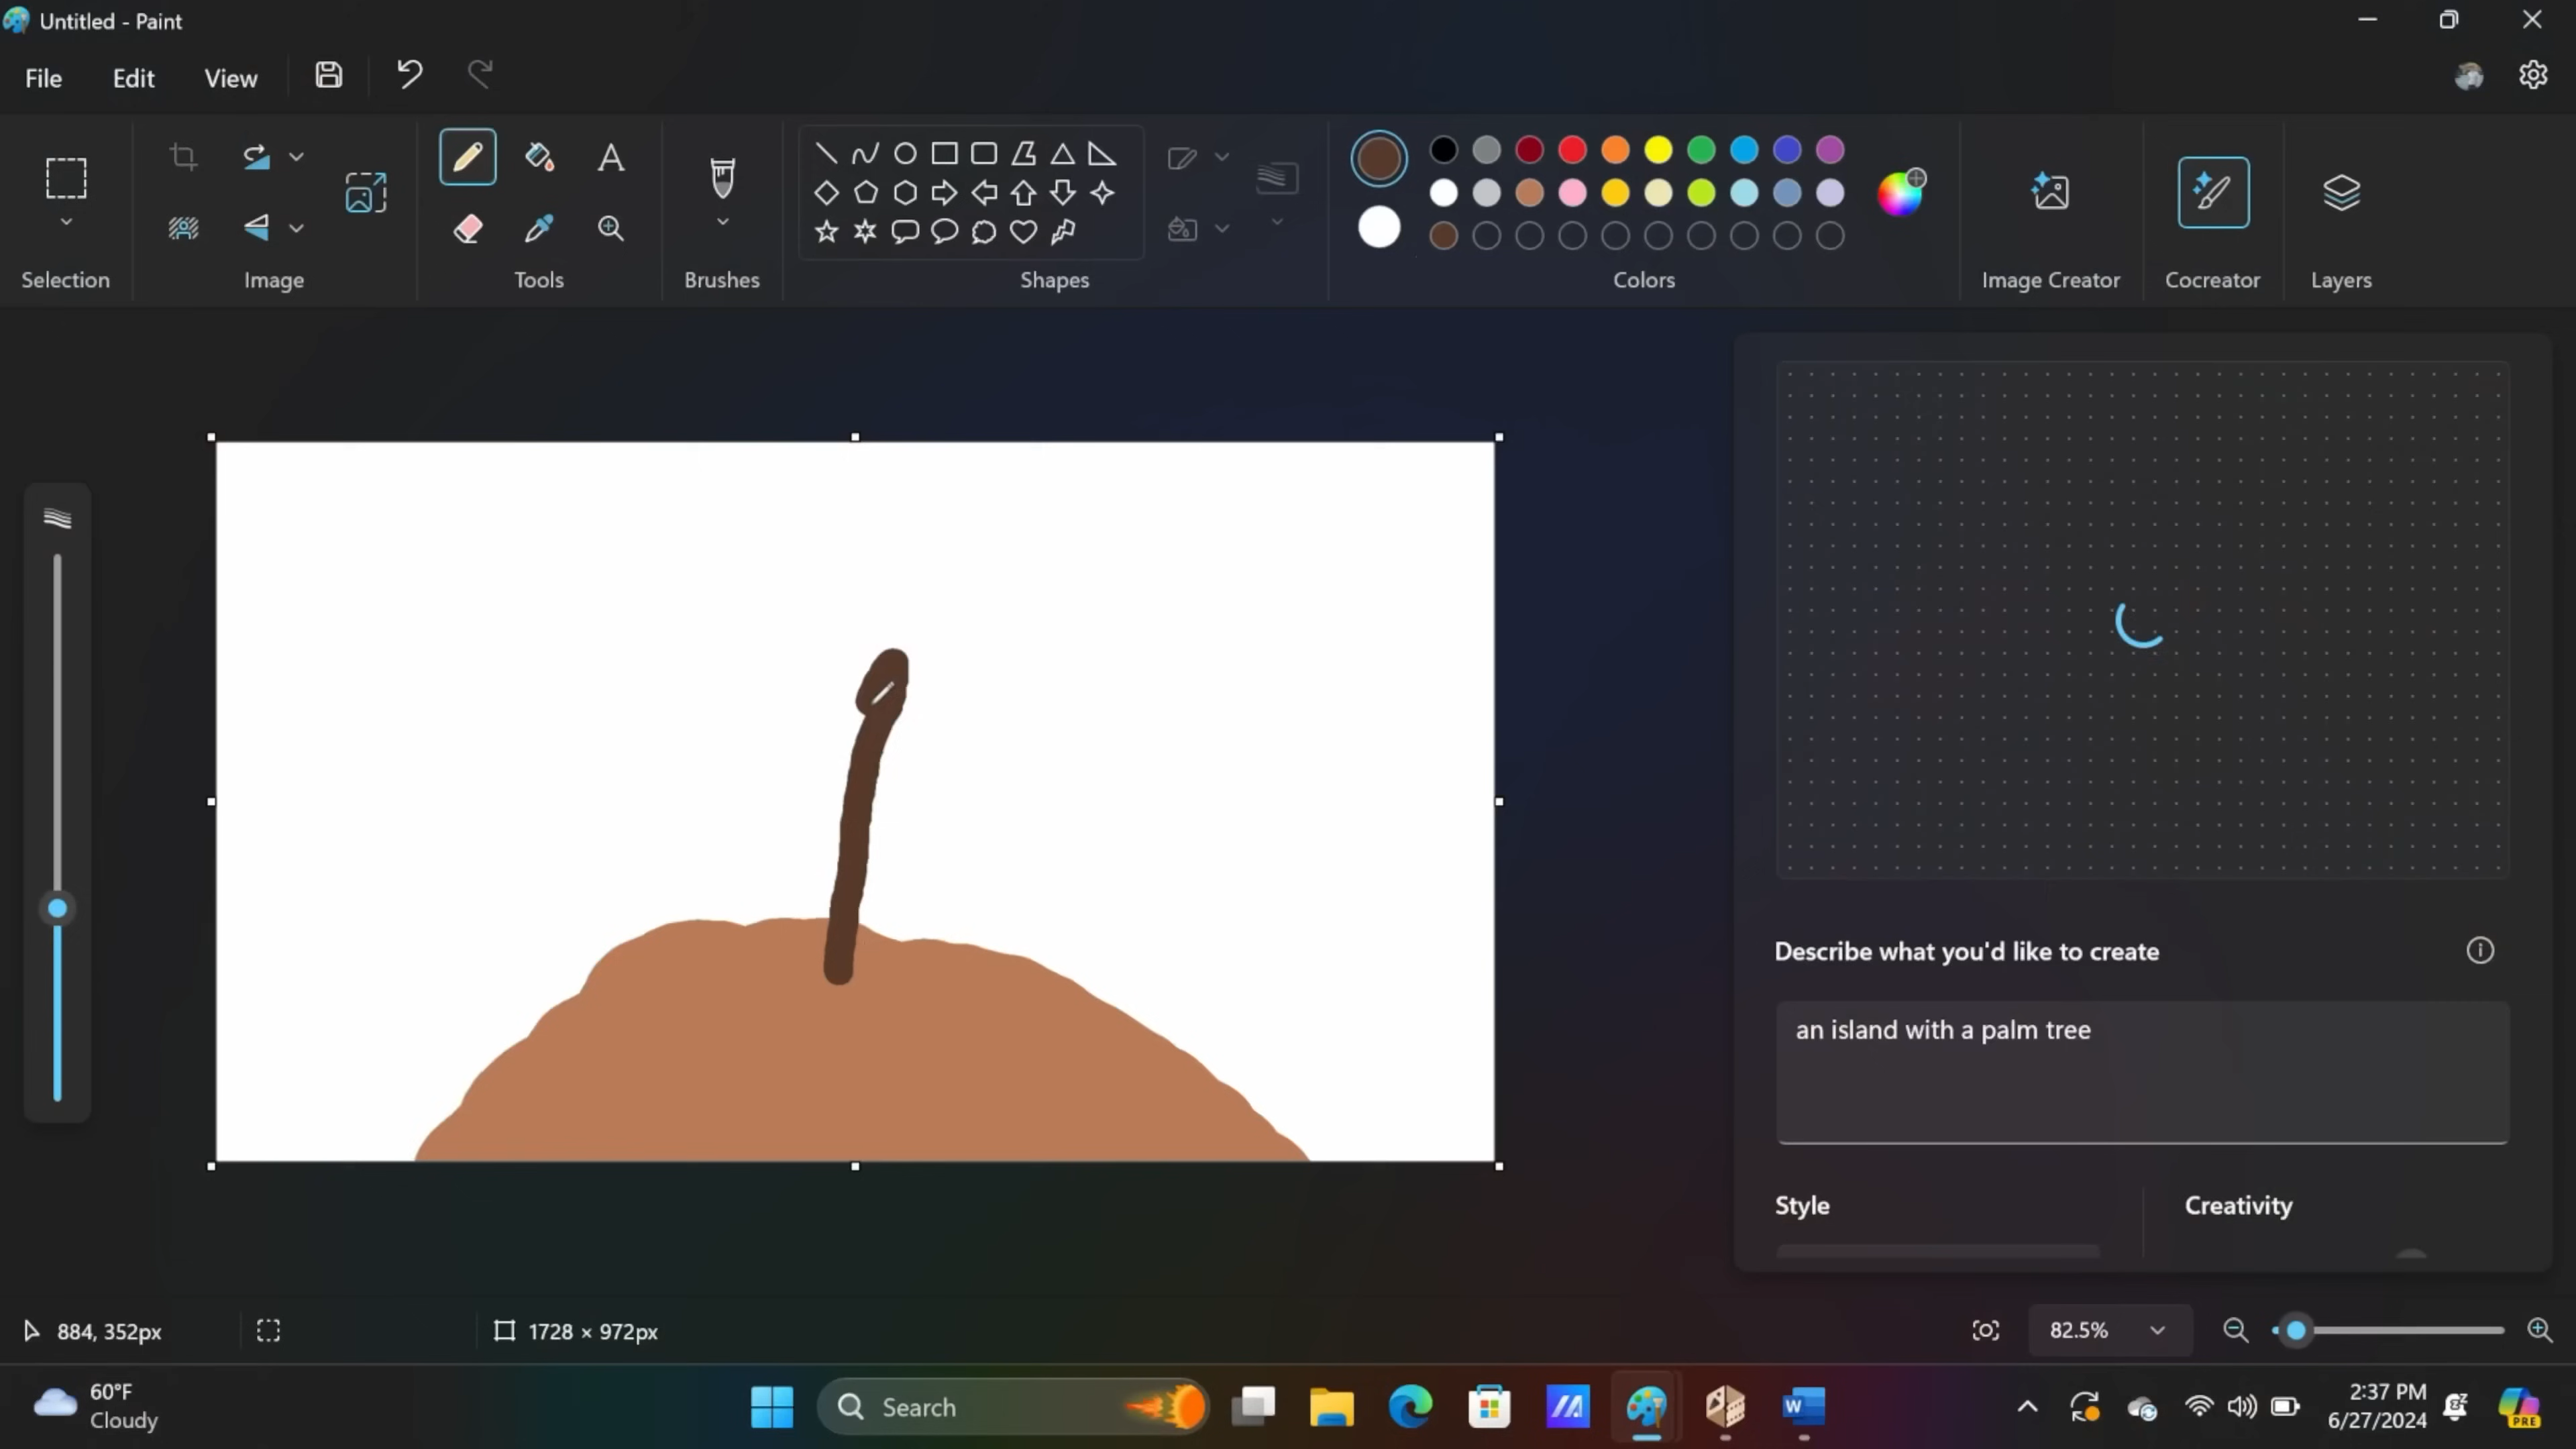 Untitled - Paint
File Edit View
Selection Image Tools Brushes Shapes Colors Image Creator Cocreator Layers
Describe what you'd like to create
an island with a palm tree
Style Creativity
884, 352px 1728 × 972px 82.5%
60°F
Cloudy
Search
W
2:37 PM
6/27/2024
PRE